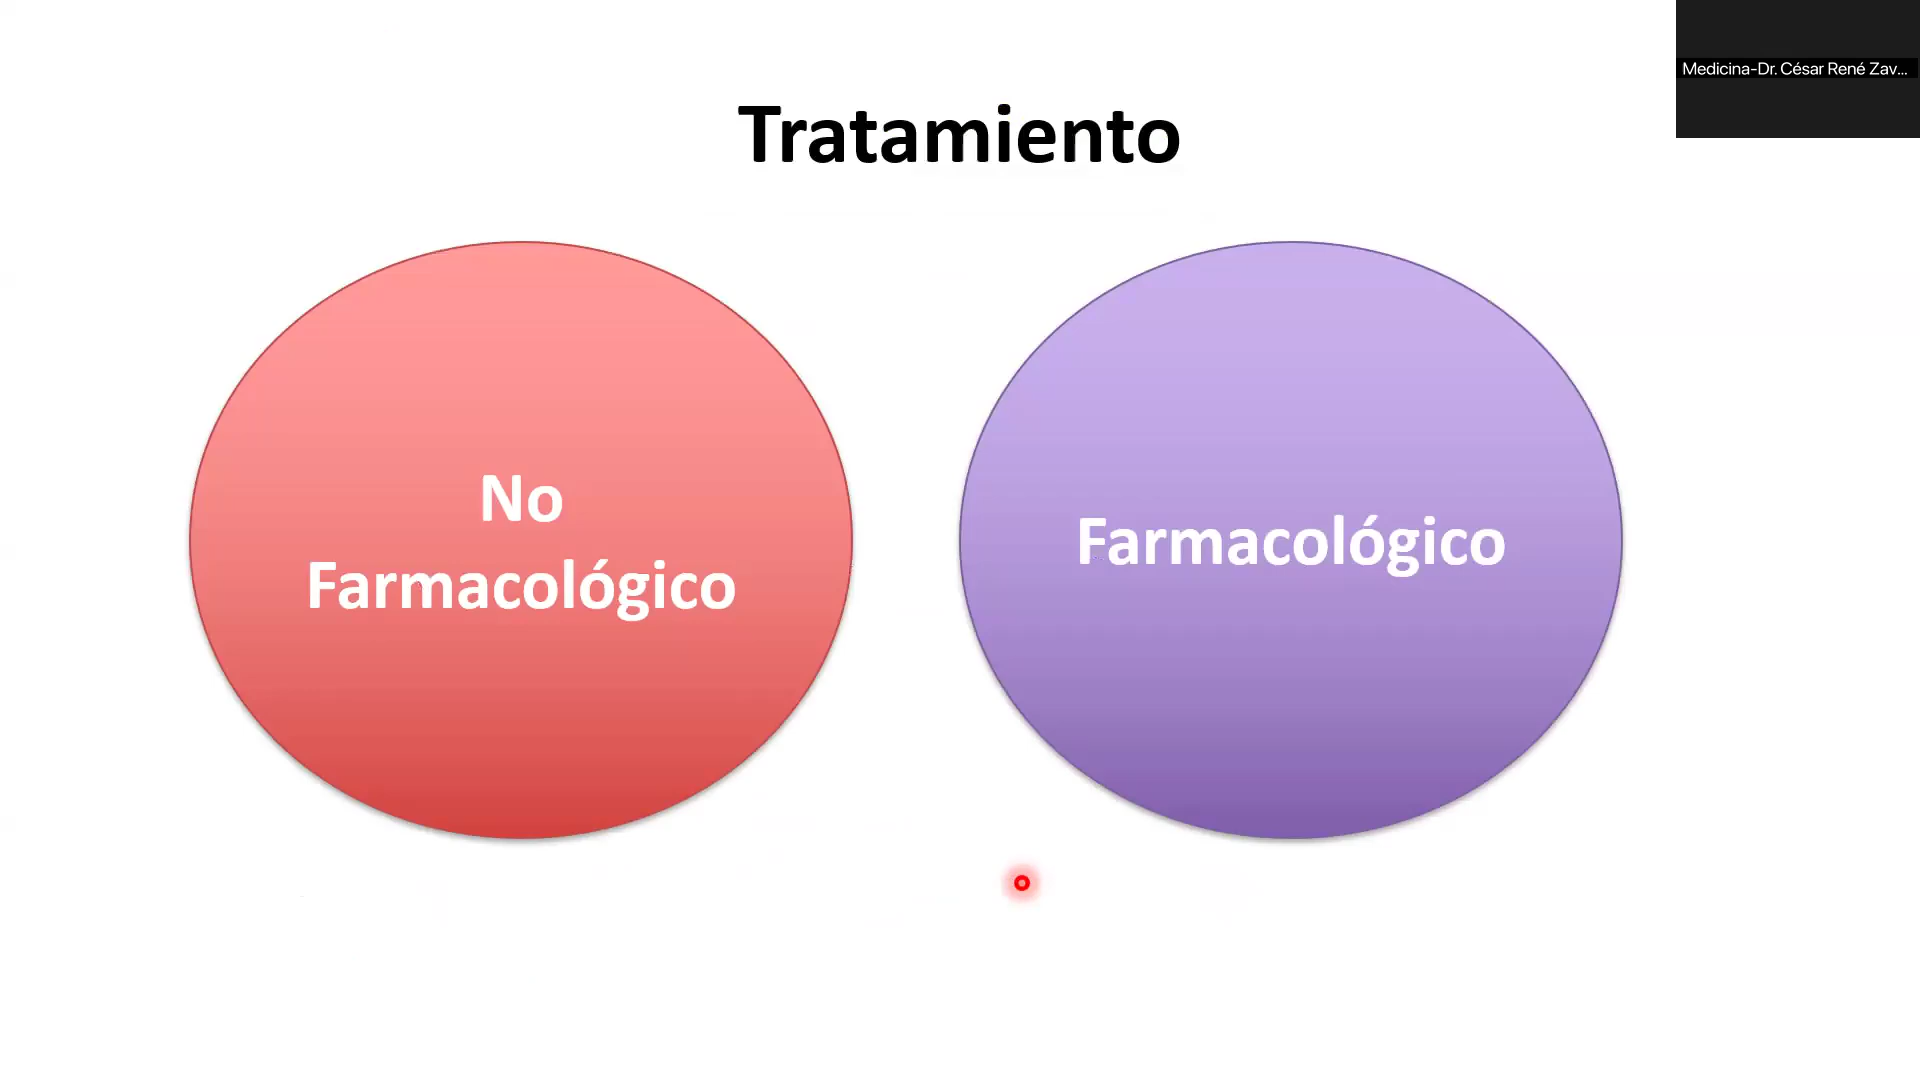 Medicina-Dr. César René Zav...
Tratamiento
No
Farmacológico
Farmacológico